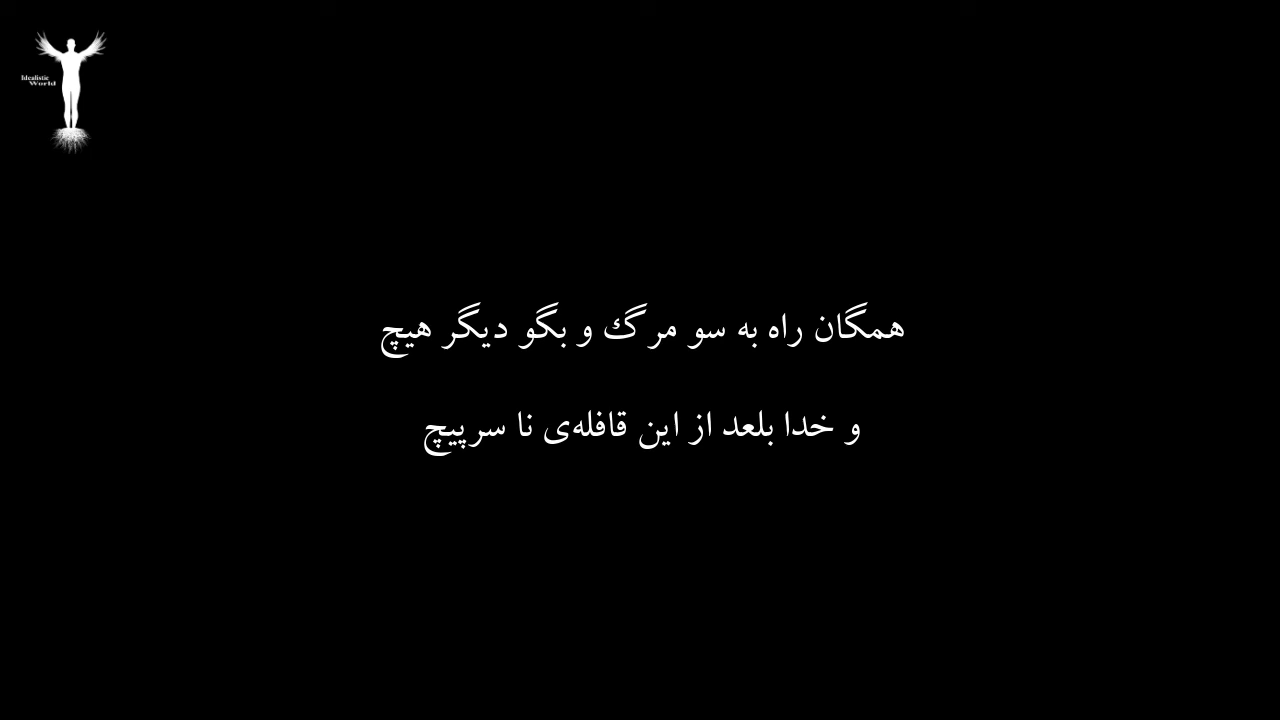 Idealistic
World
همگان راه به سو مرگ و بگو دیگر هیچ
و خدا بلعد از این قافله‌ی نا سرپیچ